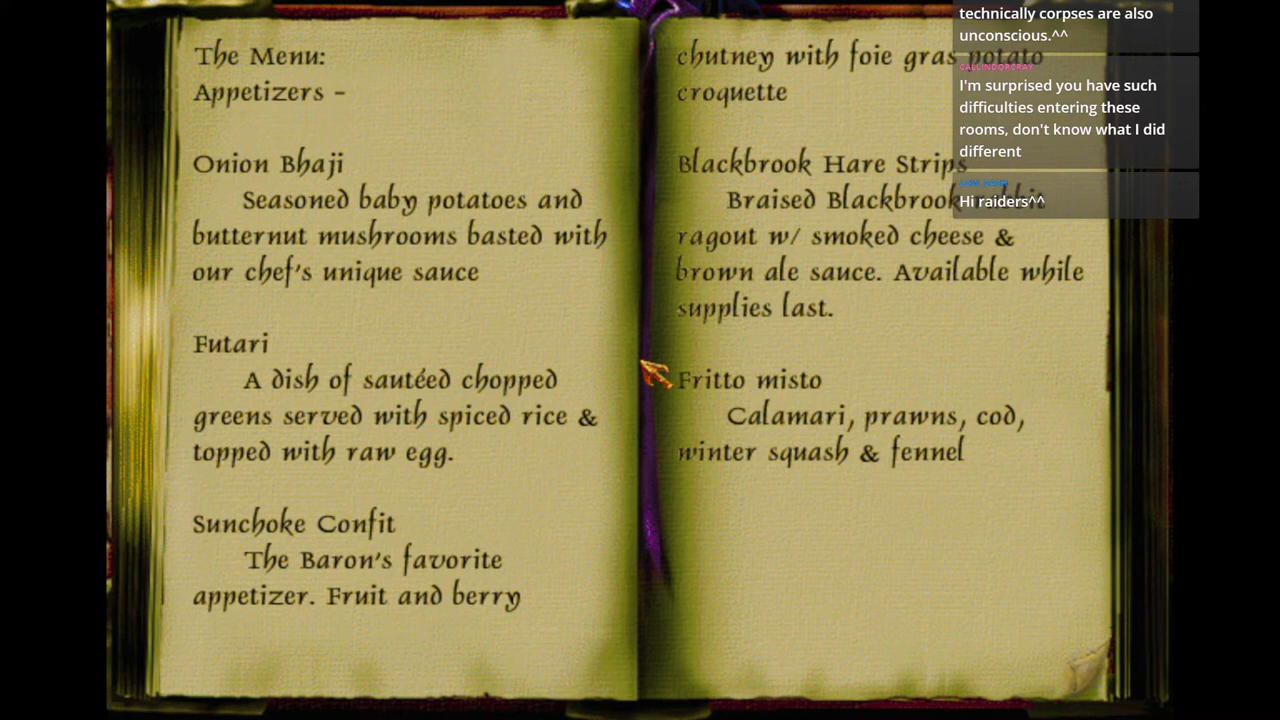 The Menu:
Appetizers -
Onion Bhaji
Seasoned baby potatoes and
butternut mushrooms basted with
our chef's unique sauce
Futari
A dish of sautéed chopped
greens served with spiced rice &
topped with raw egg.
Sunchoke Confit
The Baron's favorite
appetizer. Fruit and berry
chutney with foie gras potato
croquette
Blackbrook Hare Strips
Braised Blackbrook rabbit
ragout w/ smoked cheese &
brown ale sauce. Available while
supplies last.
Fritto misto
Calamari, prawns, cod,
winter squash & fennel
technically corpses are also
unconscious.^^
CALLINDORCRAY
I'm surprised you have such
difficulties entering these
rooms, don't know what I did
different
Hi raiders^^